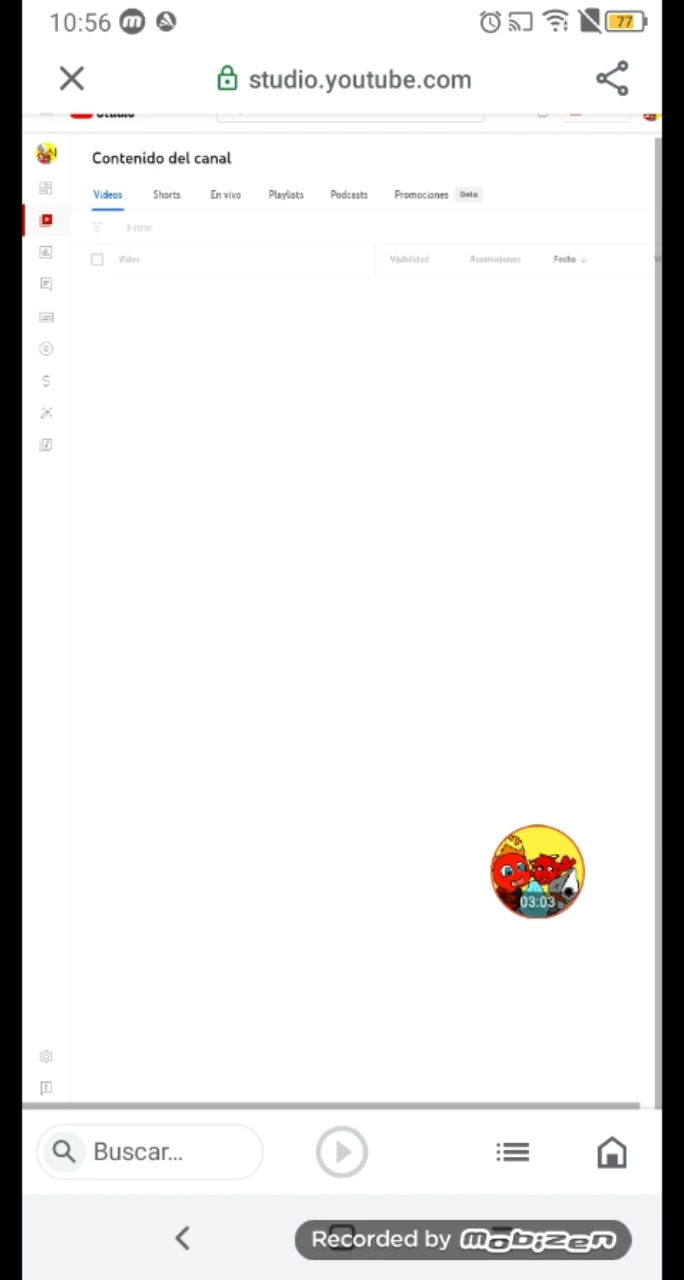 10:56
77
studio.youtube.com
Studio
Contenido del canal
Videos Shorts En vivo Playlists Podcasts Promociones Beta
Filtrar
Video Visibilidad Restricciones Fecha
03:03
Buscar...
Recorded by mobizen